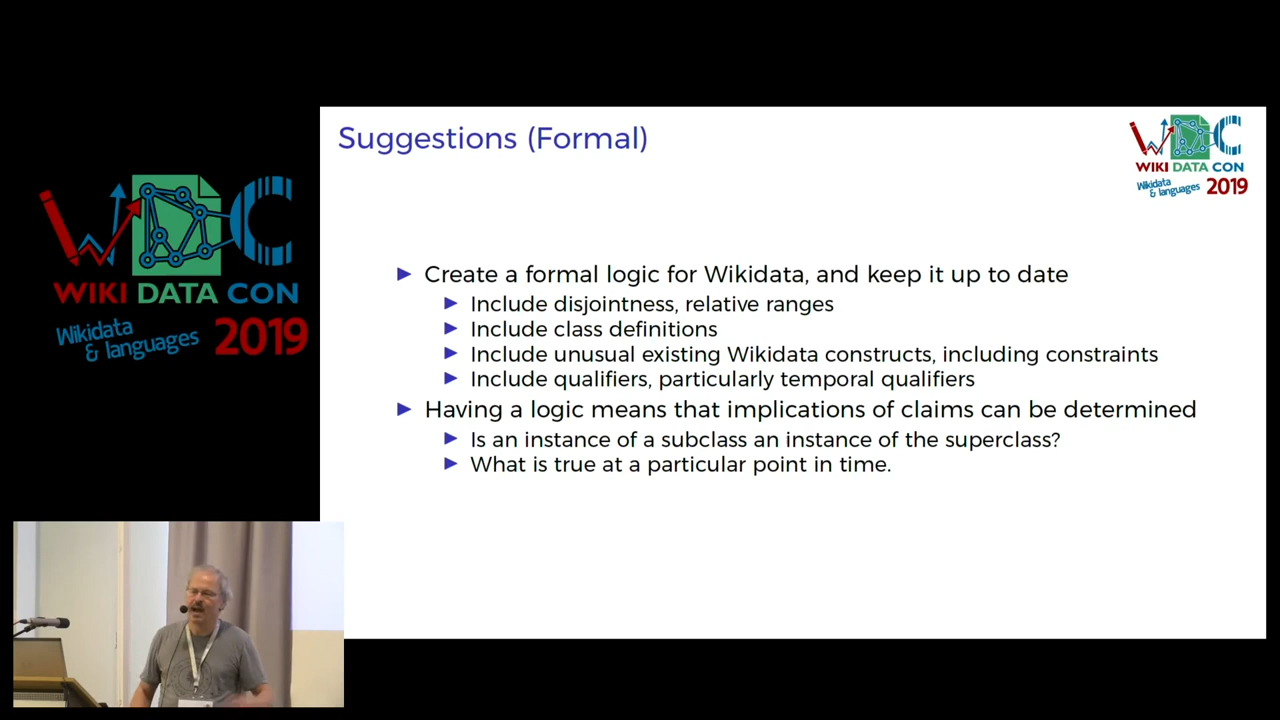 Suggestions (Formal)
WIKI DATA CON
Wikidata & languages 2019
WIKI DATA CON
Wikidata & languages 2019
► Create a formal logic for Wikidata, and keep it up to date
► Include disjointness, relative ranges
► Include class definitions
► Include unusual existing Wikidata constructs, including constraints
► Include qualifiers, particularly temporal qualifiers
► Having a logic means that implications of claims can be determined
► Is an instance of a subclass an instance of the superclass?
► What is true at a particular point in time.